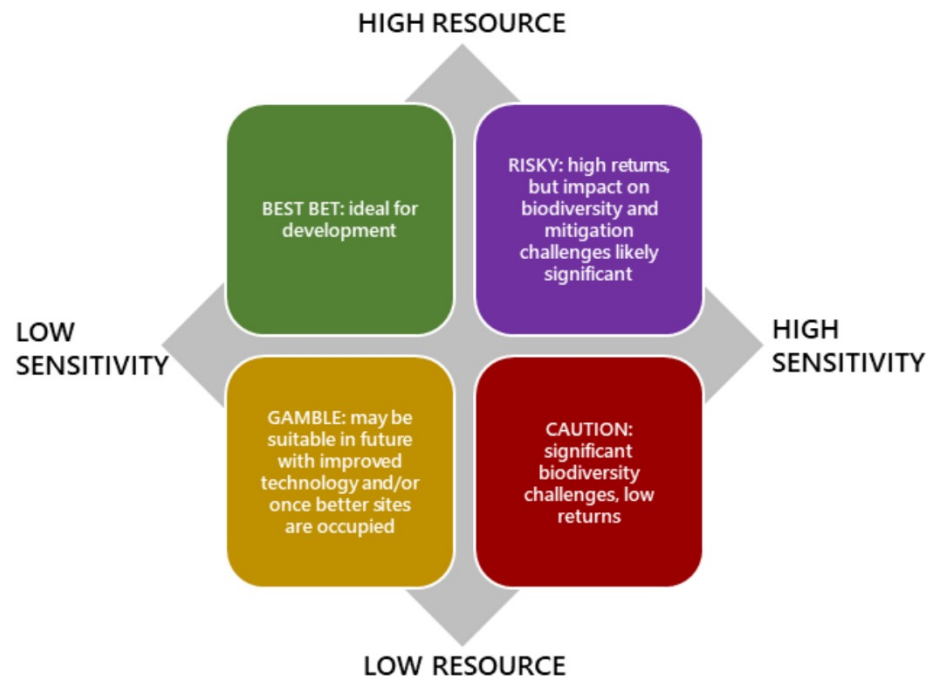 HIGH RESOURCE
BEST BET: ideal for
development
RISKY: high returns,
but impact on
biodiversity and
mitigation
challenges likely
significant
LOW
SENSITIVITY
HIGH
SENSITIVITY
GAMBLE: may be
suitable in future
with improved
technology and/or
once better sites
are occupied
CAUTION:
significant
biodiversity
challenges, low
returns
LOW RESOURCE